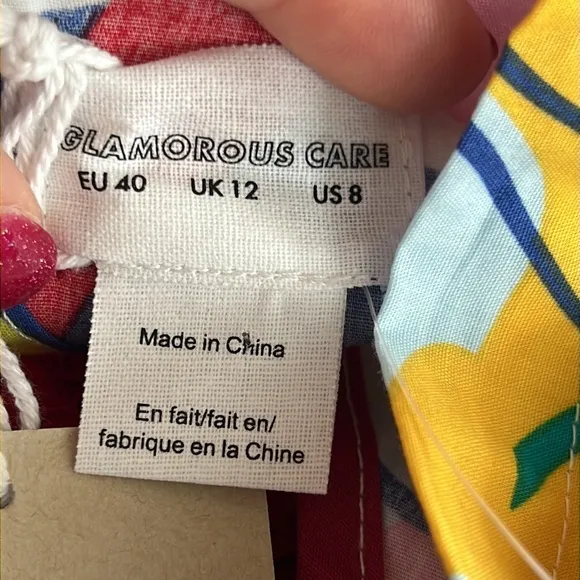 GLAMOROUS CARE
EU 40 UK 12 US 8
Made in China
En fait/fait en/
fabrique en la Chine